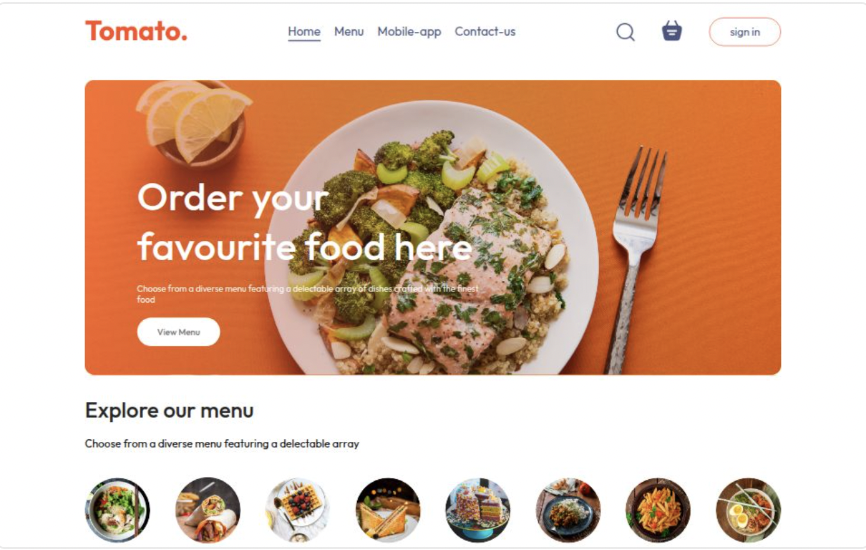 Tomato.
Home Menu Mobile-app Contact-us
sign in
Order your
favourite food here
Choose from a diverse menu featuring a delectable array of dishes crafted with the finest
food
View Menu
Explore our menu
Choose from a diverse menu featuring a delectable array